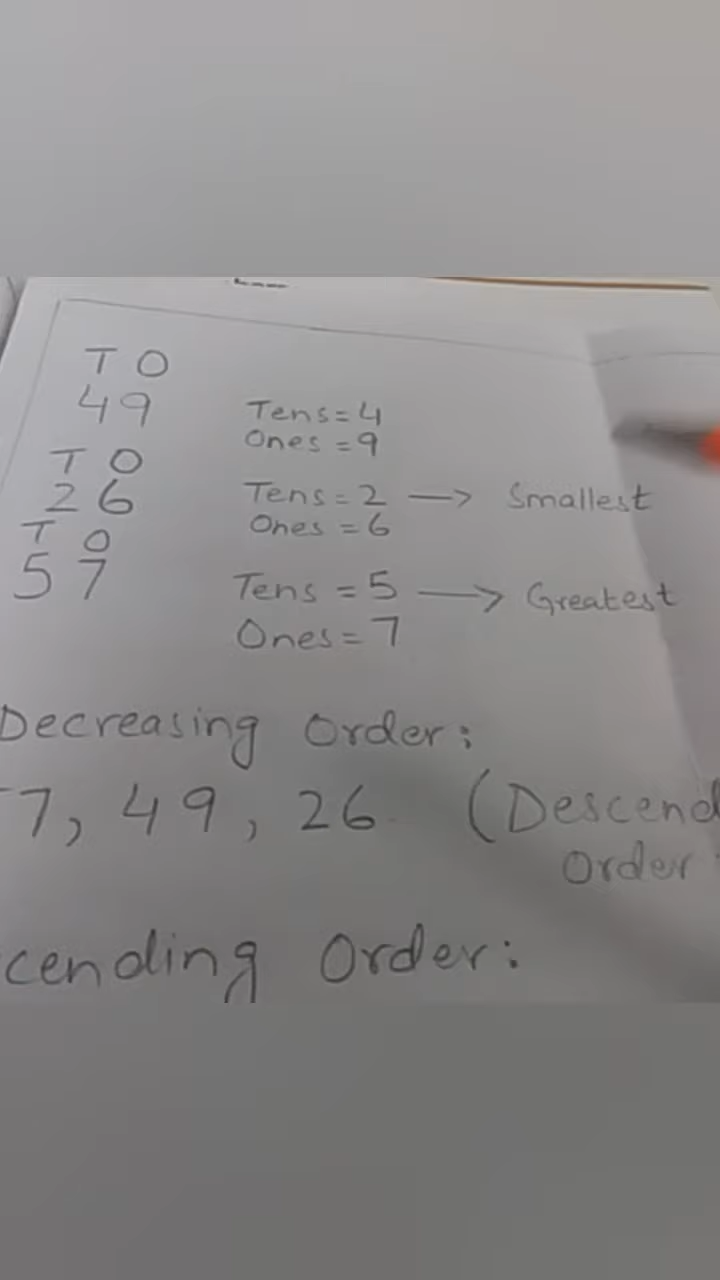 T O
49
Tens=4
Ones=9
T O
26
Tens=2 → Smallest
Ones=6
T O
57
Tens=5 → Greatest
Ones=7
Decreasing Order:
7, 49, 26 (Descend
Order
cending Order: